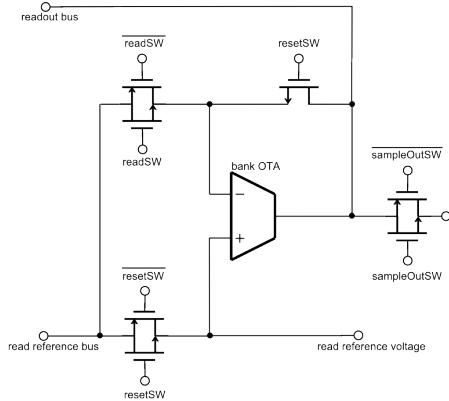 readout bus
readSW
resetSW
readSW
bank OTA
sampleOutSW
−
+
resetSW
sampleOutSW
read reference bus
read reference voltage
resetSW